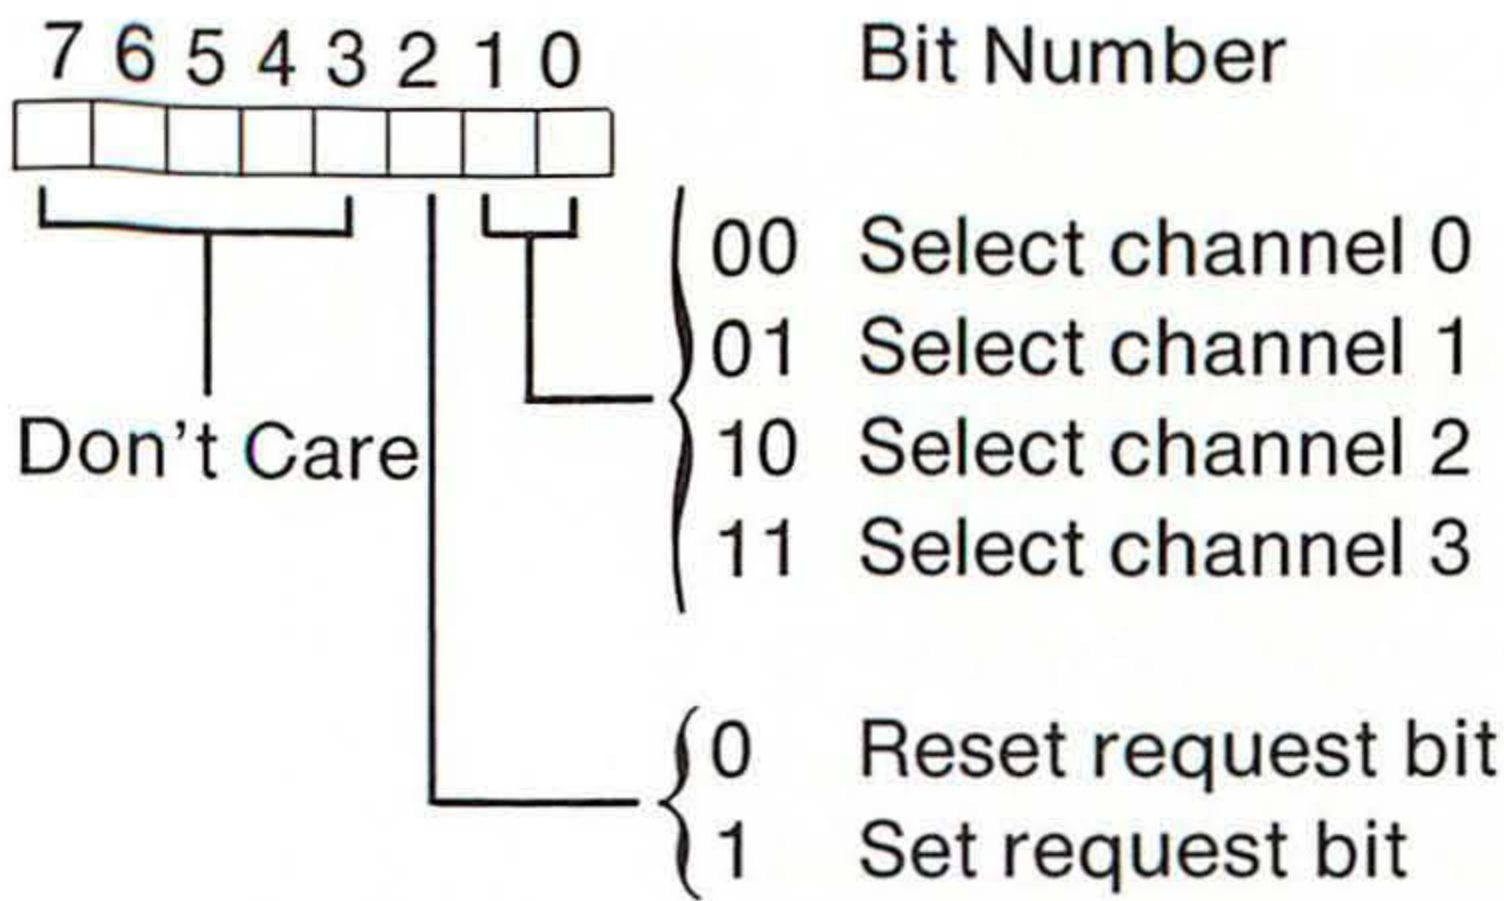 7 6 5 4 3 2 1 0 Bit Number
00 Select channel 0
01 Select channel 1
10 Select channel 2
11 Select channel 3
Don't Care
0 Reset request bit
1 Set request bit